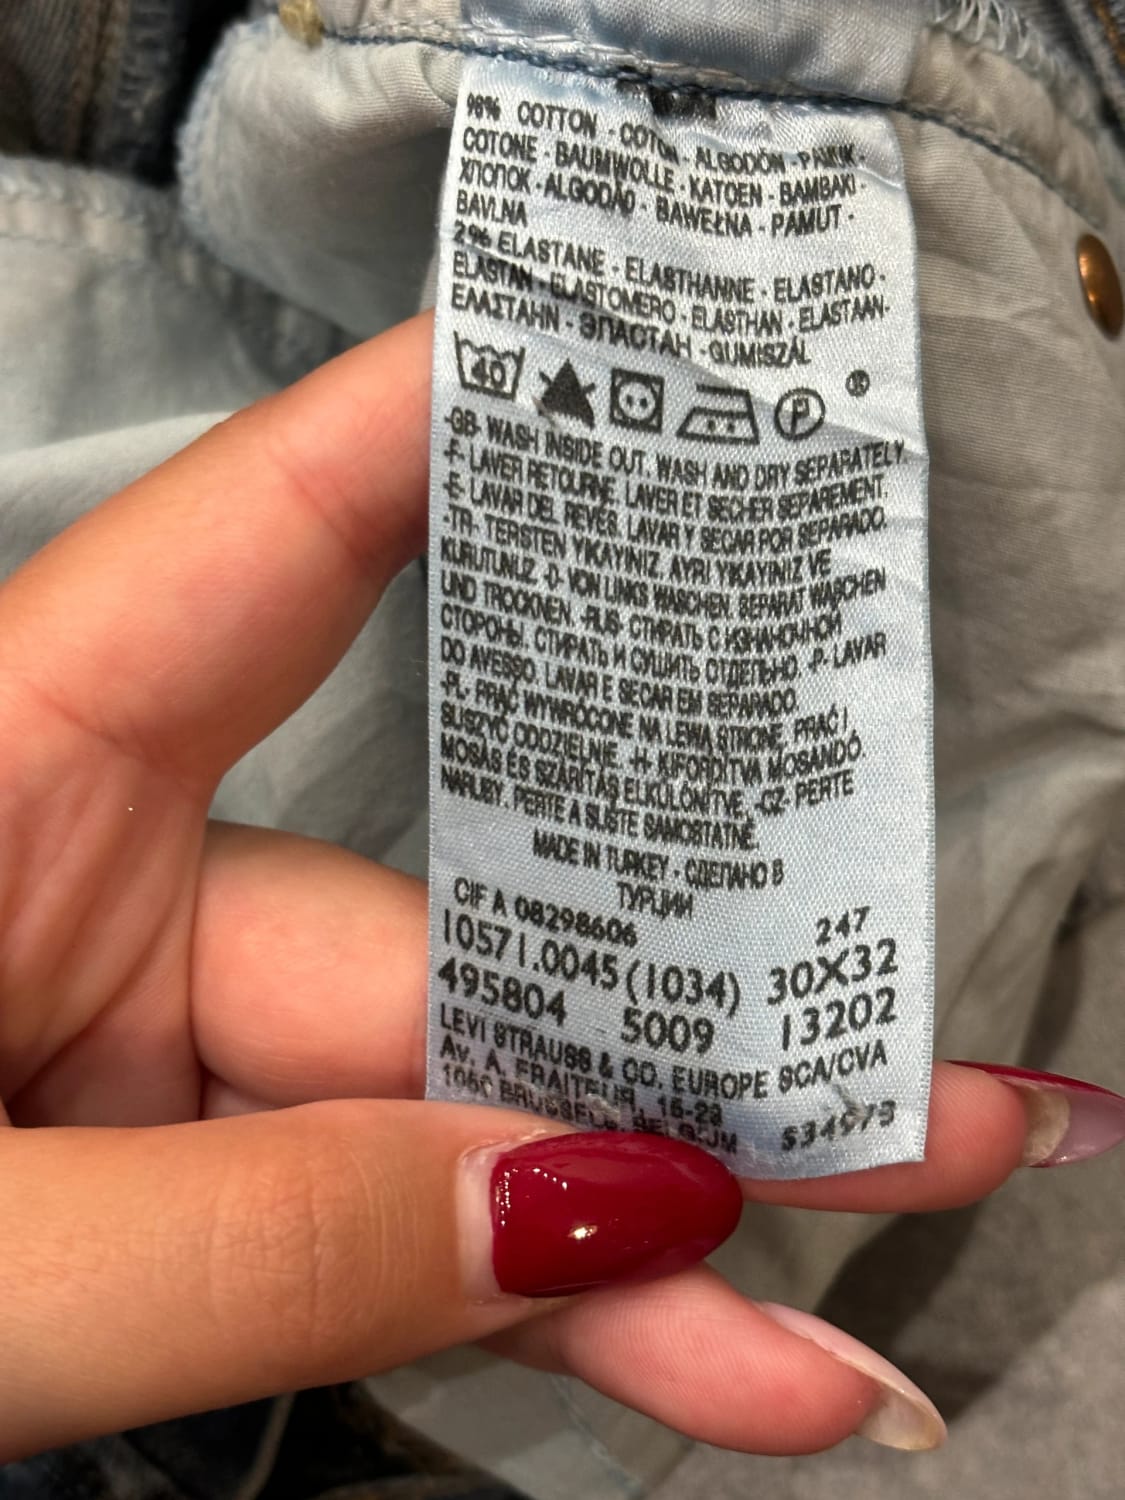 98% COTTON - COTON - ALGODÓN - PAMUK -
COTONE - BAUMWOLLE - KATOEN - BAMBAKI -
ХЛОПОК - ALGODÃO - BAWEŁNA - PAMUT -
BAVLNA
2% ELASTANE - ELASTHANNE - ELASTANO -
ELASTAN - ELASTOMERO - ELASTHAN - ELASTAAN-
ΕΛΑΣΤΑΗΝ - ЭЛАСТАН - GUMISZÁL
40
P ®
-GB- WASH INSIDE OUT. WASH AND DRY SEPARATELY
-F- LAVER RETOURNE. LAVER ET SECHER SEPAREMENT.
-E- LAVAR DEL REVÉS. LAVAR Y SECAR POR SEPARADO.
-TR- TERSTEN YIKAYINIZ. AYRI YIKAYINIZ VE
KURUTUNUZ. -D- VON LINKS WASCHEN. SEPARAT WASCHEN
UND TROCKNEN. -RUS- СТИРАТЬ С ИЗНАНОЧНОЙ
СТОРОНЫ. СТИРАТЬ И СУШИТЬ ОТДЕЛЬНО. -P- LAVAR
DO AVESSO. LAVAR E SECAR EM SEPARADO.
-PL- PRAĆ WYWRÓCONE NA LEWĄ STRONĘ. PRAĆ I
SUSZYĆ ODDZIELNIE. -H- KIFORDÍTVA MOSANDÓ.
MOSÁS ÉS SZÁRÍTÁS ELKÜLÖNÍTVE. -CZ- PERTE
NARUBY. PERTE A SUŠTE SAMOSTATNĚ.
MADE IN TURKEY - СДЕЛАНО В
ТУРЦИИ
CIF A 08298606 247
10571.0045 (1034) 30X32
495804 5009 13202
LEVI STRAUSS & CO. EUROPE SCA/CVA
Av. A. FRAITEUR 15-23
1050 BRUSSELS, BELGIUM